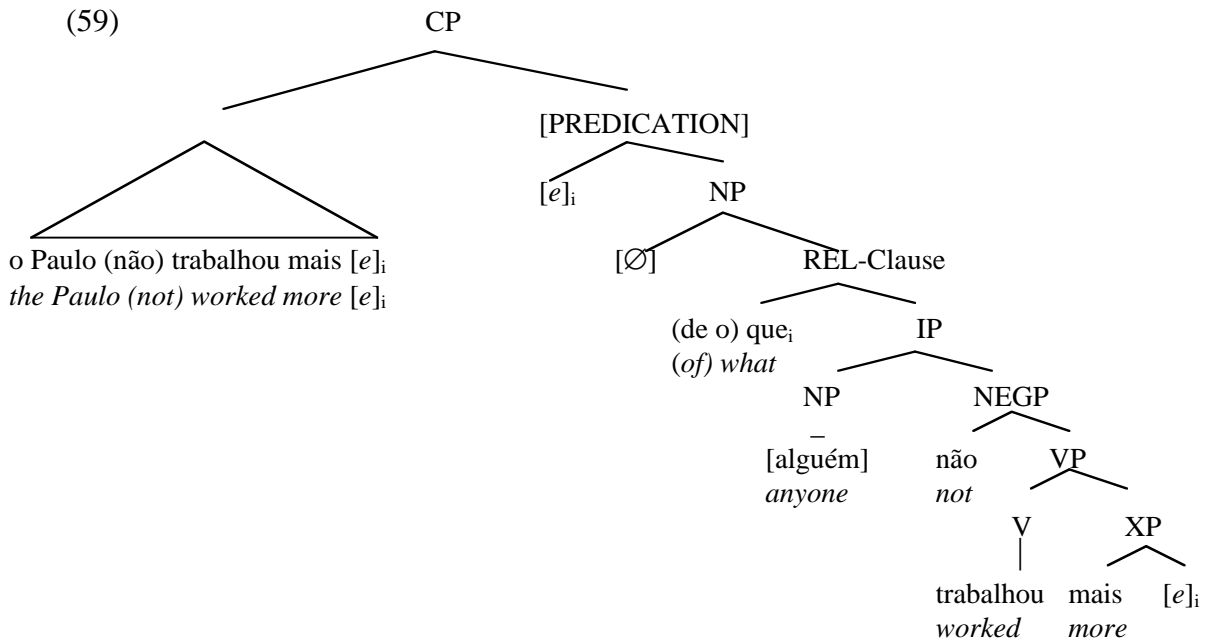 (59) CP
[PREDICATION]
[e]i NP
o Paulo (não) trabalhou mais [e]i [∅] REL-Clause
the Paulo (not) worked more [e]i
(de o) quei IP
(of) what
NP NEGP
_
[alguém] não VP
anyone not
V XP
trabalhou mais [e]i
worked more